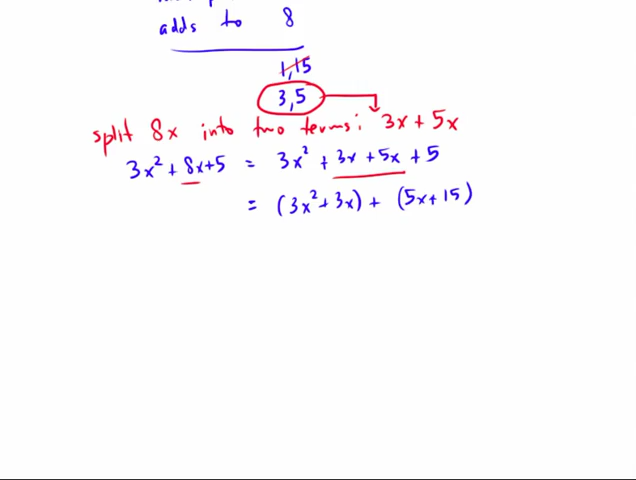 adds to 8
1,15
3,5
split 8x into two terms: 3x + 5x
3x² + 8x+5 = 3x² + 3x + 5x + 5
= (3x²+3x) + (5x+15)